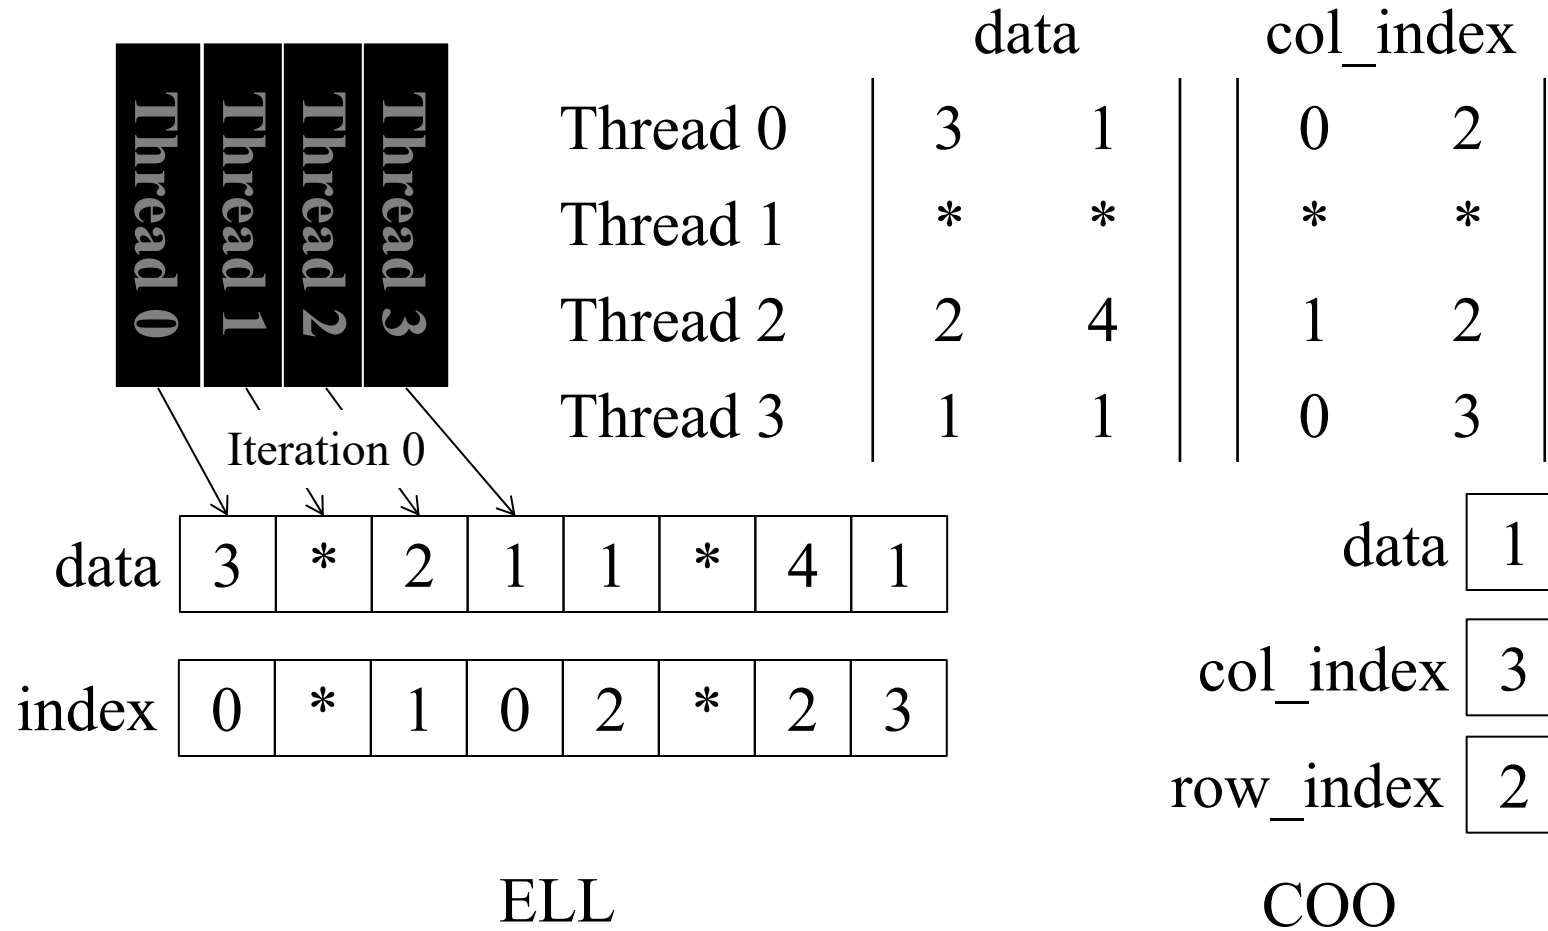 data col_index
Thread 0 3 1 0 2
Thread 1 * * * *
Thread 2 2 4 1 2
Thread 3 1 1 0 3
Thread 0
Thread 1
Thread 2
Thread 3
Iteration 0
data 3 * 2 1 1 * 4 1
index 0 * 1 0 2 * 2 3
ELL
data 1
col_index 3
row_index 2
COO